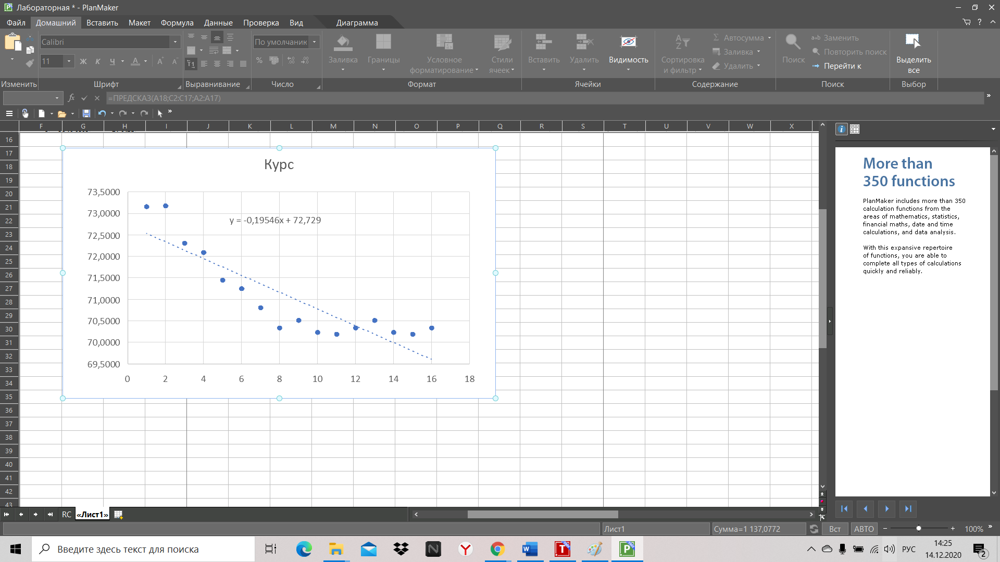 Лабораторная * - PlanMaker
Файл Домашний Вставить Макет Формула Данные Проверка Вид Диаграмма
Calibri
11
Ж К Ч
По умолчаник
Заливка
Границы
Условное форматирование
Стили ячеек
Вставить
Удалить
Видимость
Сортировка и фильтр
Автосумма
Заливка
Удалить
Поиск
Заменить
Повторить поиск
Перейти к
Выделить все
Изменить Шрифт Выравнивание Число Формат Ячейки Содержание Поиск Выбор
=ПРЕДСКАЗ(A18;C2:C17;A2:A17)
F G H I J K L M N O P Q R S T U V W X
16
17
18
19
20
21
22
23
24
25
26
27
28
29
30
31
32
33
34
35
36
37
38
39
40
41
42
43
Курс
y = -0,19546x + 72,729
73,5000
73,0000
72,5000
72,0000
71,5000
71,0000
70,5000
70,0000
69,5000
0 2 4 6 8 10 12 14 16 18
More than
350 functions
PlanMaker includes more than 350
calculation functions from the
areas of mathematics, statistics,
financial maths, date and time
calculations, and data analysis.
With this expansive repertoire
of functions, you are able to
complete all types of calculations
quickly and reliably.
RC «Лист1»
Лист1 Сумма=1 137,0772 Вст АВТО 100%
Введите здесь текст для поиска
РУС
14:25
14.12.2020
2